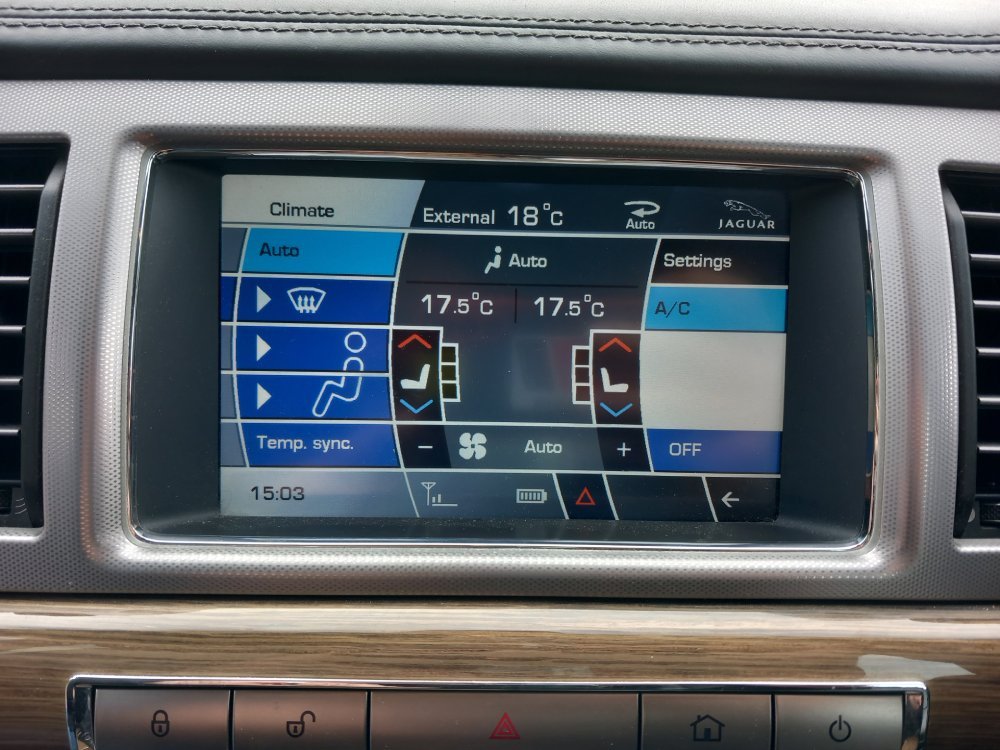 Climate
External 18°C
Auto
JAGUAR
Auto
Auto
Settings
17.5°C 17.5°C
A/C
Temp. sync.
− Auto +
OFF
15:03